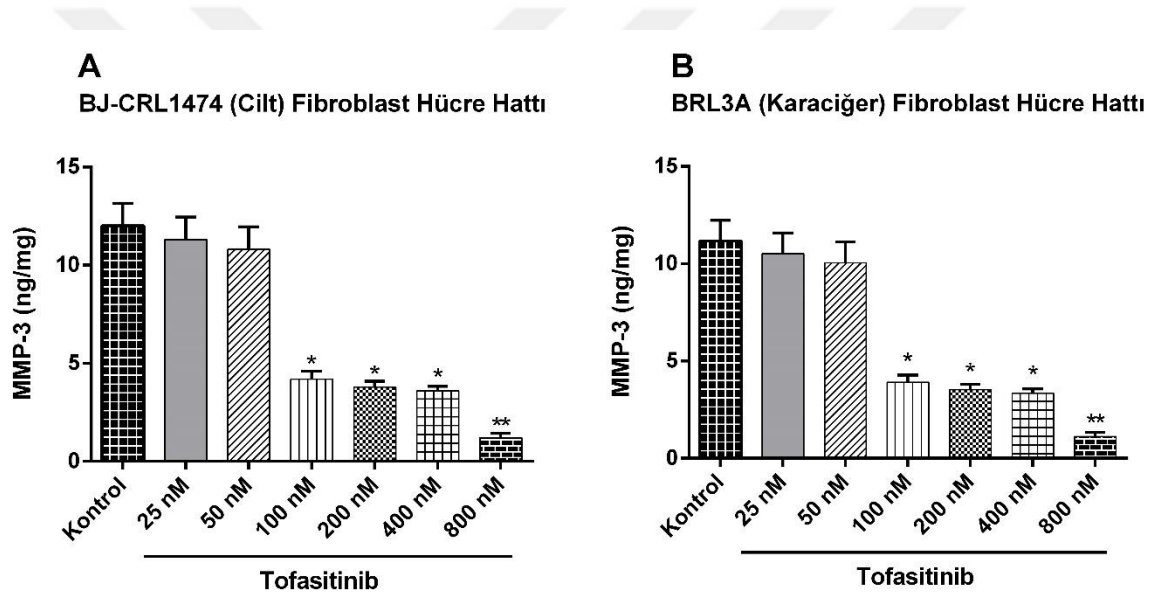 A
BJ-CRL1474 (Cilt) Fibroblast Hücre Hattı
MMP-3 (ng/mg)
15
10
5
0
* * * **
Kontrol
25 nM
50 nM
100 nM
200 nM
400 nM
800 nM
Tofasitinib
B
BRL3A (Karaciğer) Fibroblast Hücre Hattı
MMP-3 (ng/mg)
15
10
5
0
* * * **
Kontrol
25 nM
50 nM
100 nM
200 nM
400 nM
800 nM
Tofasitinib